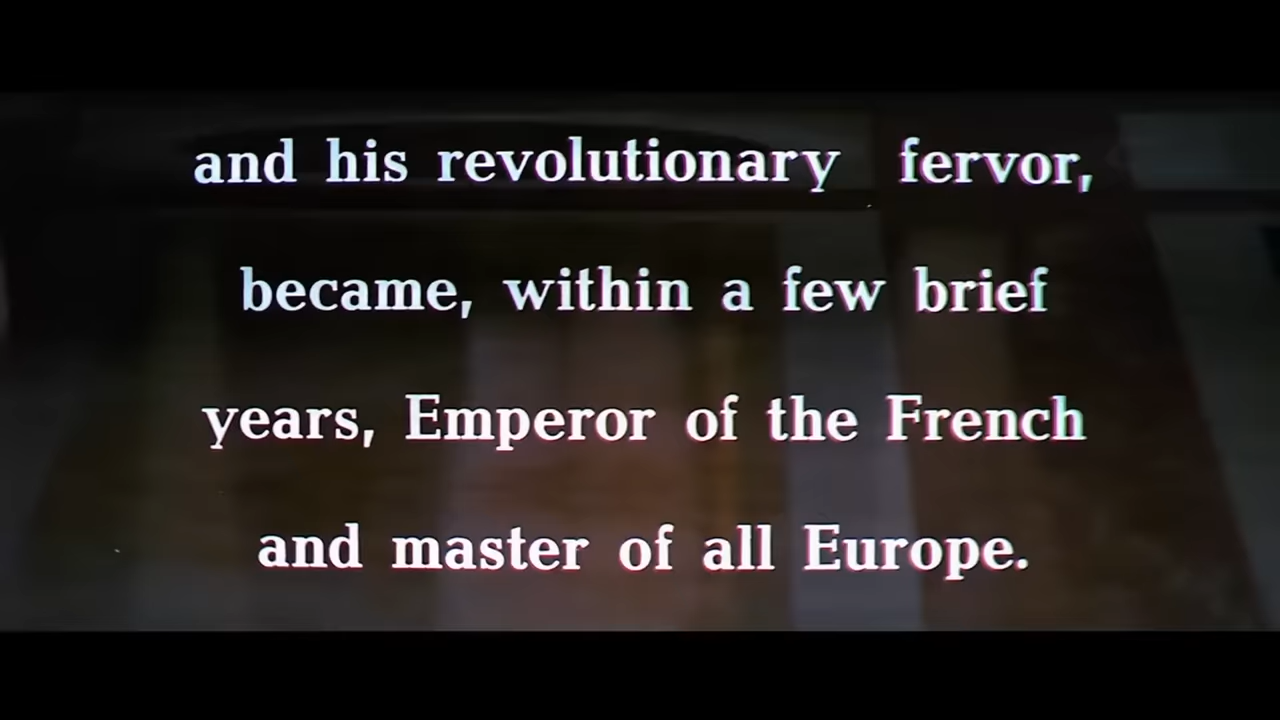 and his revolutionary fervor,
became, within a few brief
years, Emperor of the French
and master of all Europe.